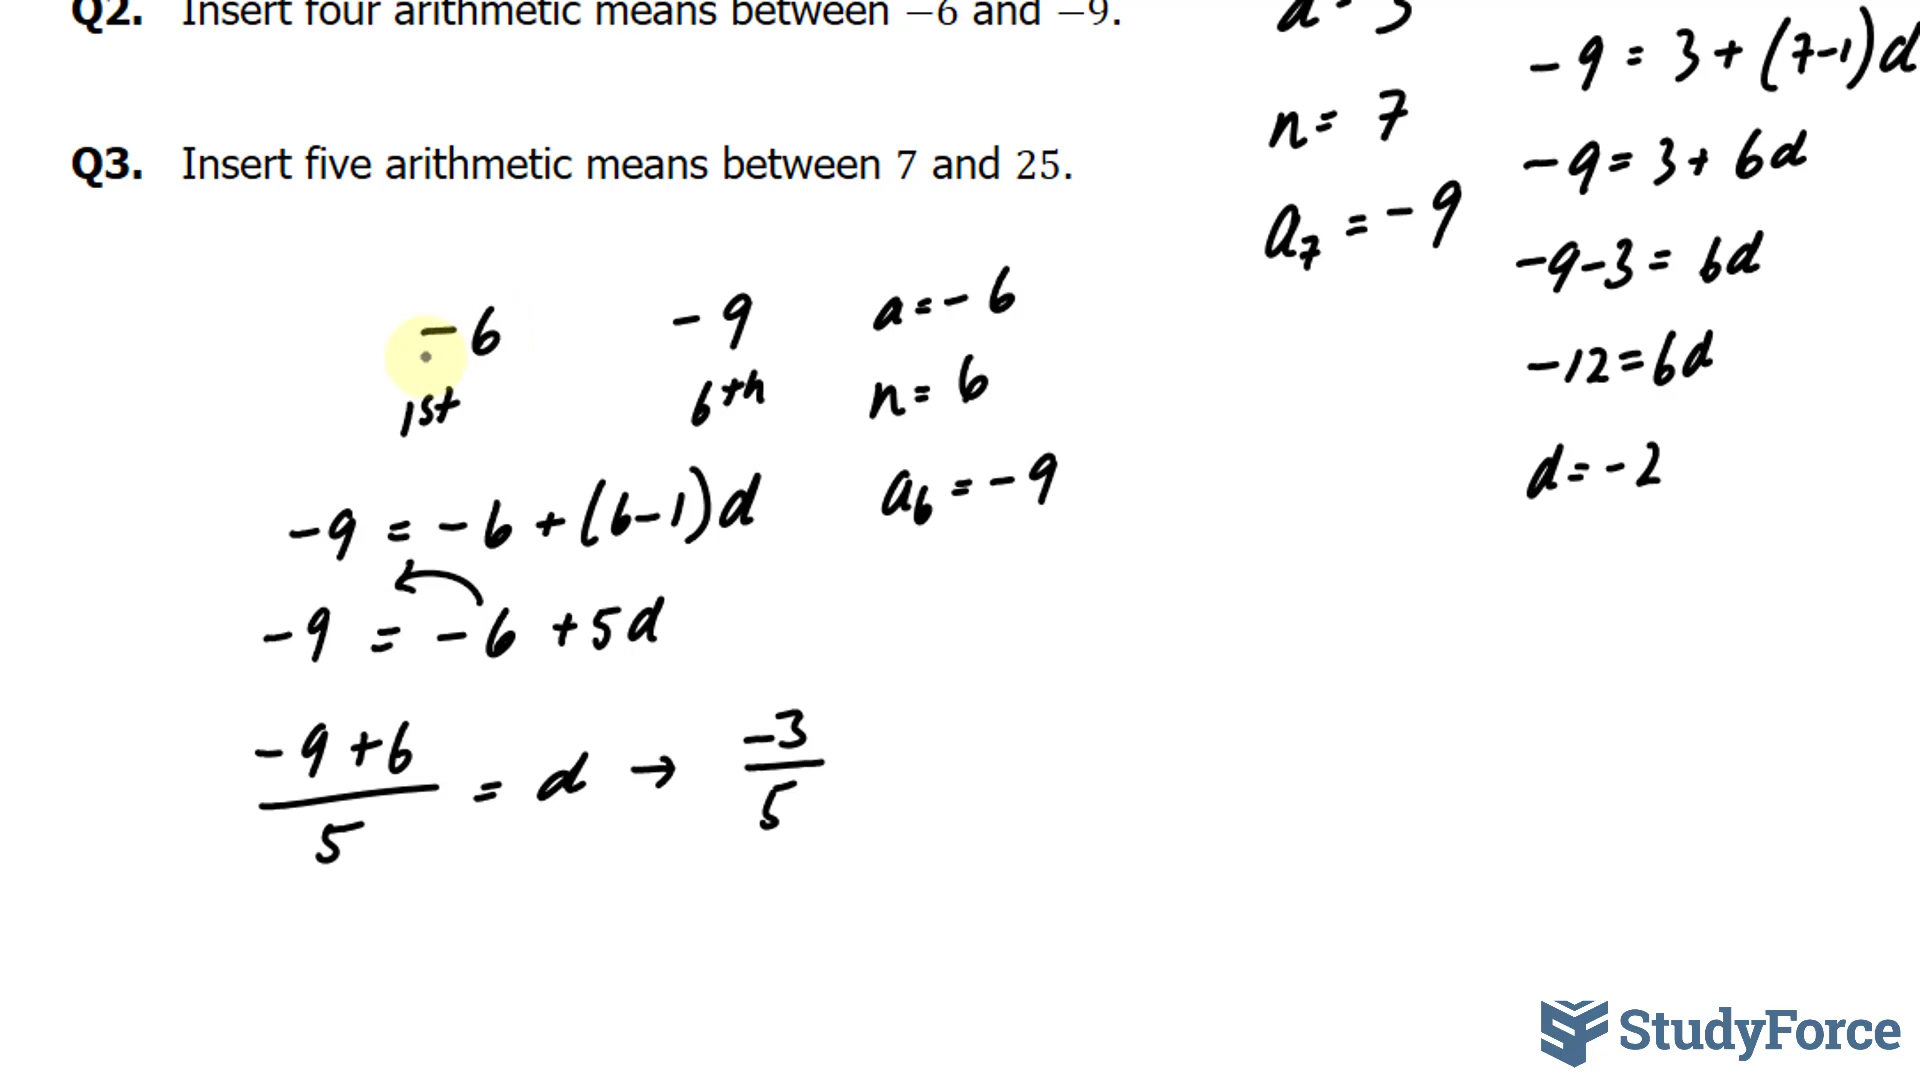 Q2. Insert four arithmetic means between −6 and −9.
Q3. Insert five arithmetic means between 7 and 25.
-6 -9
1st 6th
-9 = -6 + (6-1)d
-9 = -6 + 5d
-9+6/5 = d → -3/5
a = -6
n = 6
a₆ = -9
n = 7
a₇ = -9
-9 = 3 + (7-1)d
-9 = 3 + 6d
-9-3 = 6d
-12 = 6d
d = -2
StudyForce